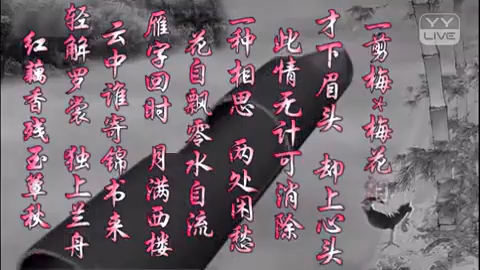 红藕香残玉草秋
轻解罗裳 独上兰舟
云中谁寄锦书来
雁字回时 月满西楼
花自飘零水自流
一种相思 两处闲愁
此情无计可消除
才下眉头 却上心头
一剪梅×梅花
YY
LIVE